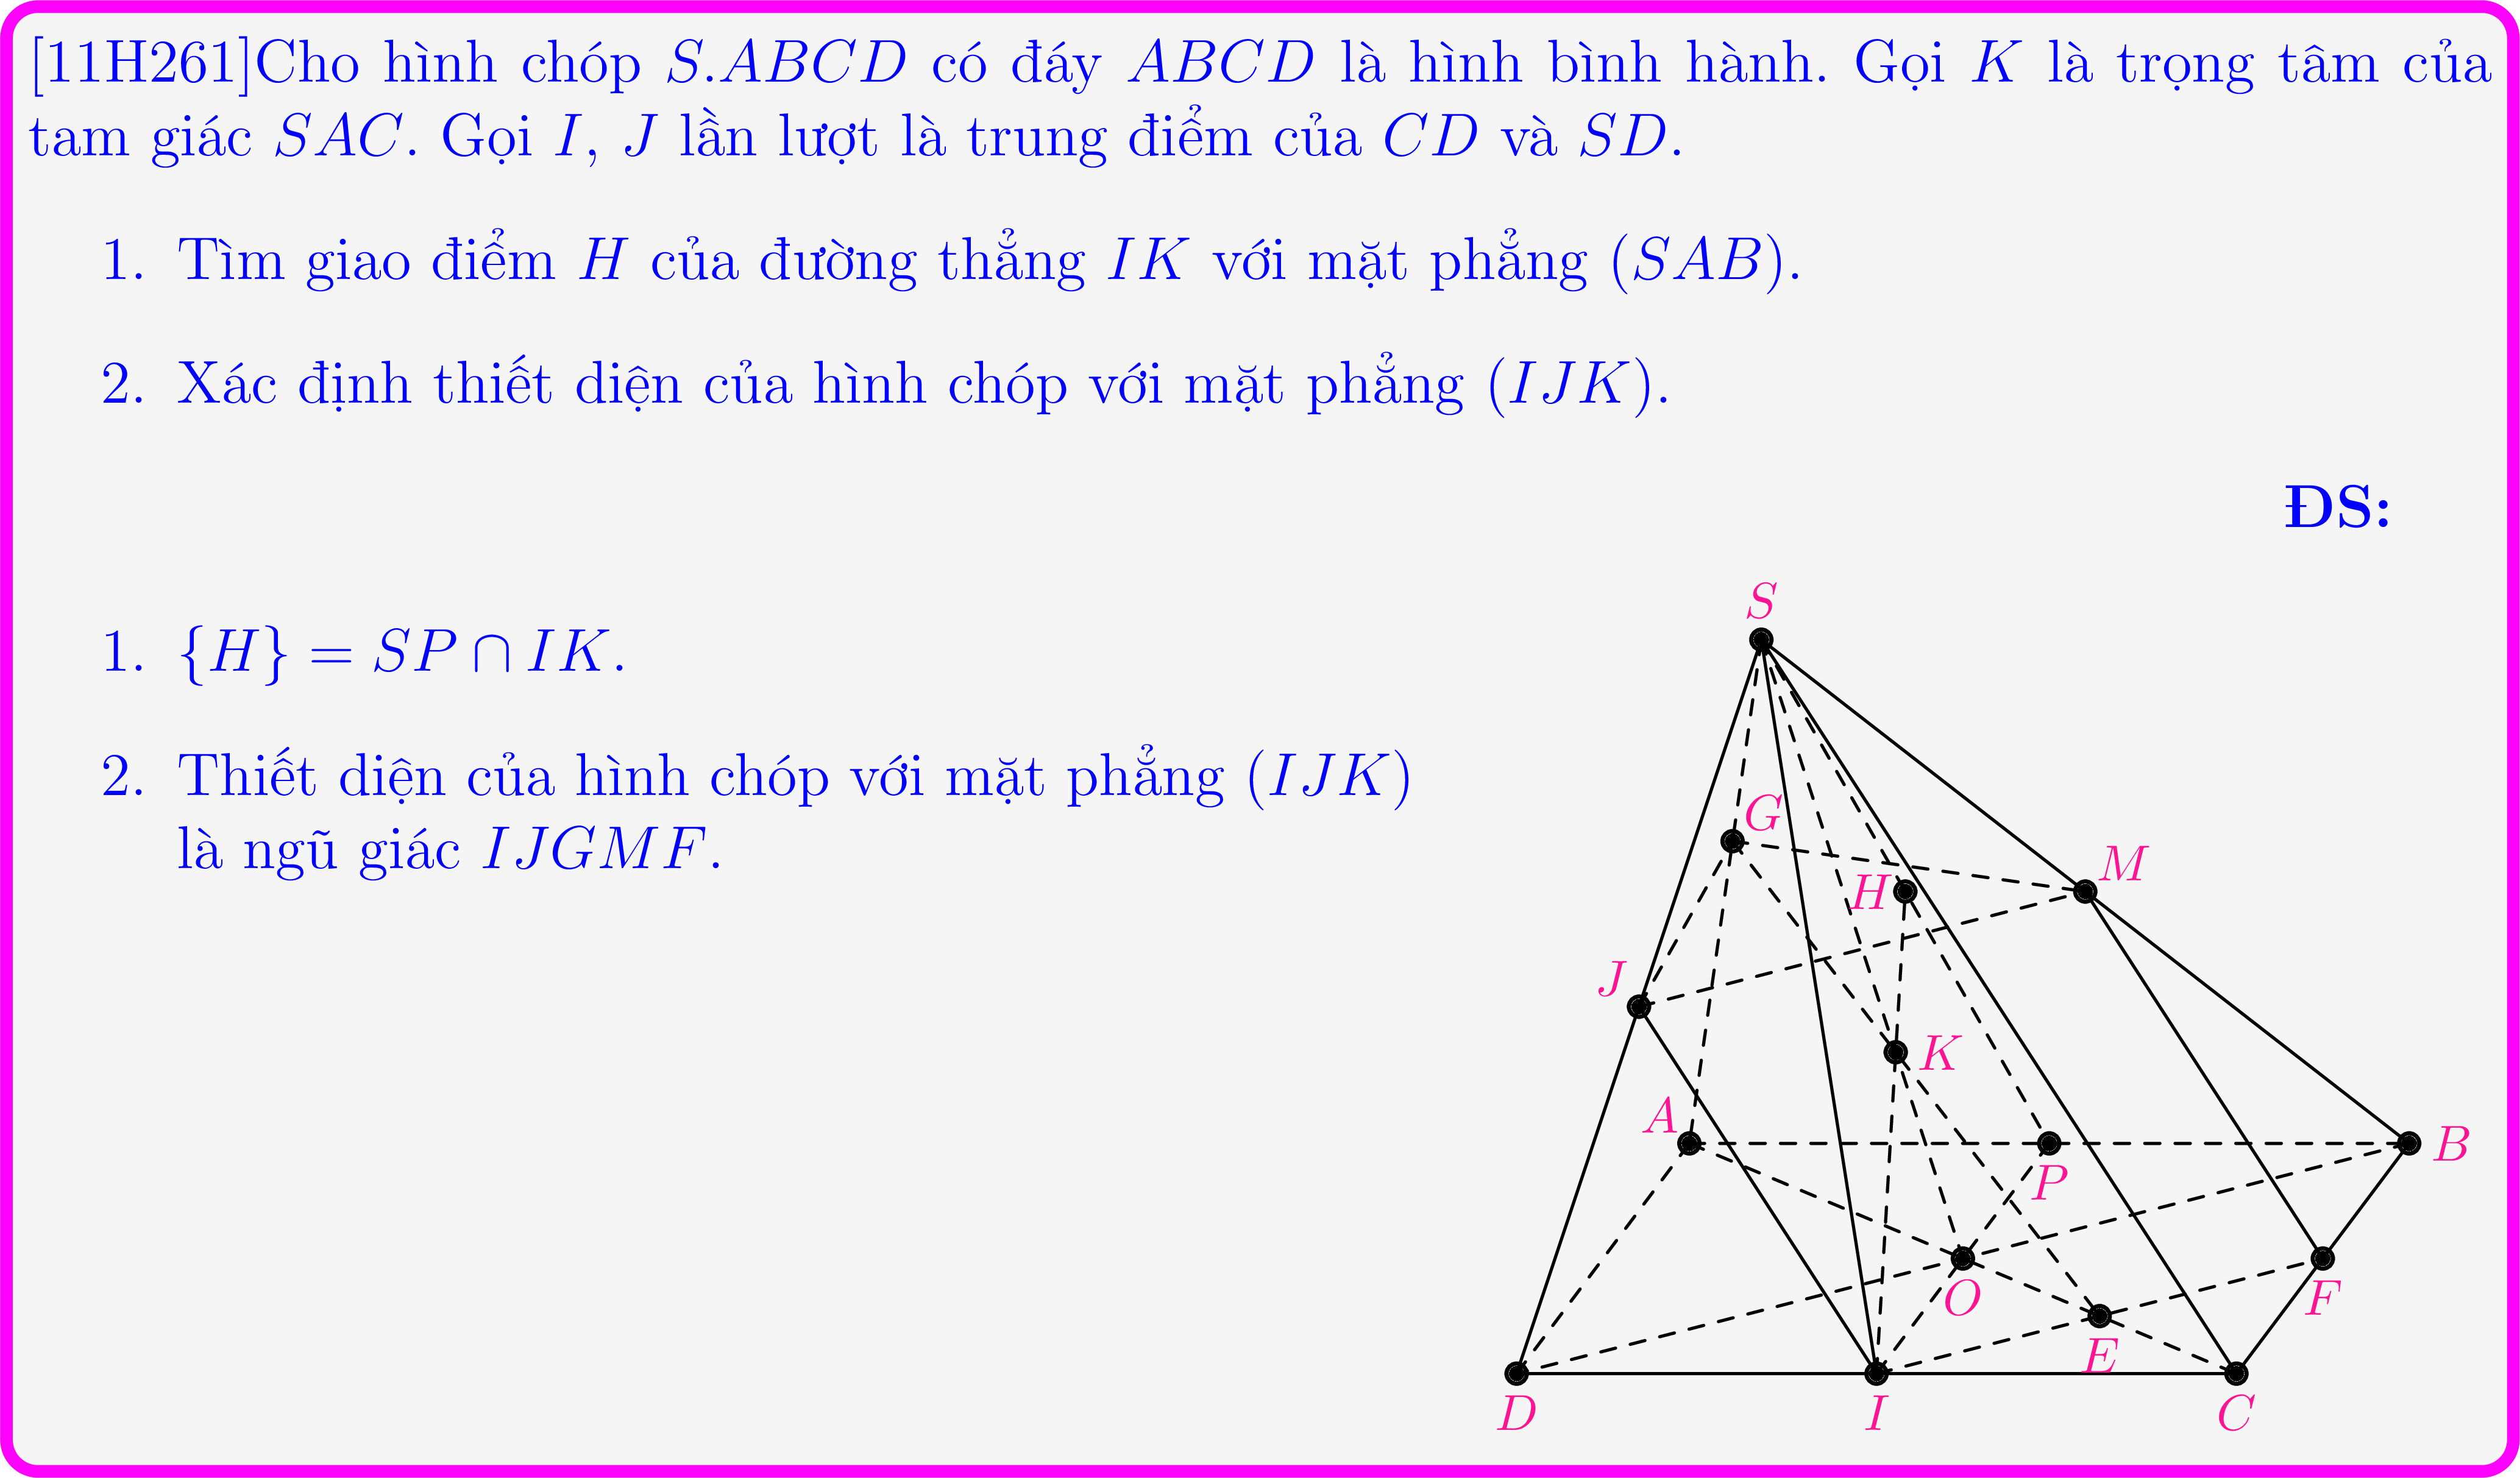 [11H261]Cho hình chóp S.ABCD có đáy ABCD là hình bình hành. Gọi K là trọng tâm của
tam giác SAC. Gọi I, J lần lượt là trung điểm của CD và SD.
1. Tìm giao điểm H của đường thẳng IK với mặt phẳng (SAB).
2. Xác định thiết diện của hình chóp với mặt phẳng (IJK).
ĐS:
1. {H} = SP ∩ IK.
2. Thiết diện của hình chóp với mặt phẳng (IJK)
là ngũ giác IJGMF.
S
G
M
H
J
K
A
B
P
O
F
E
D
I
C